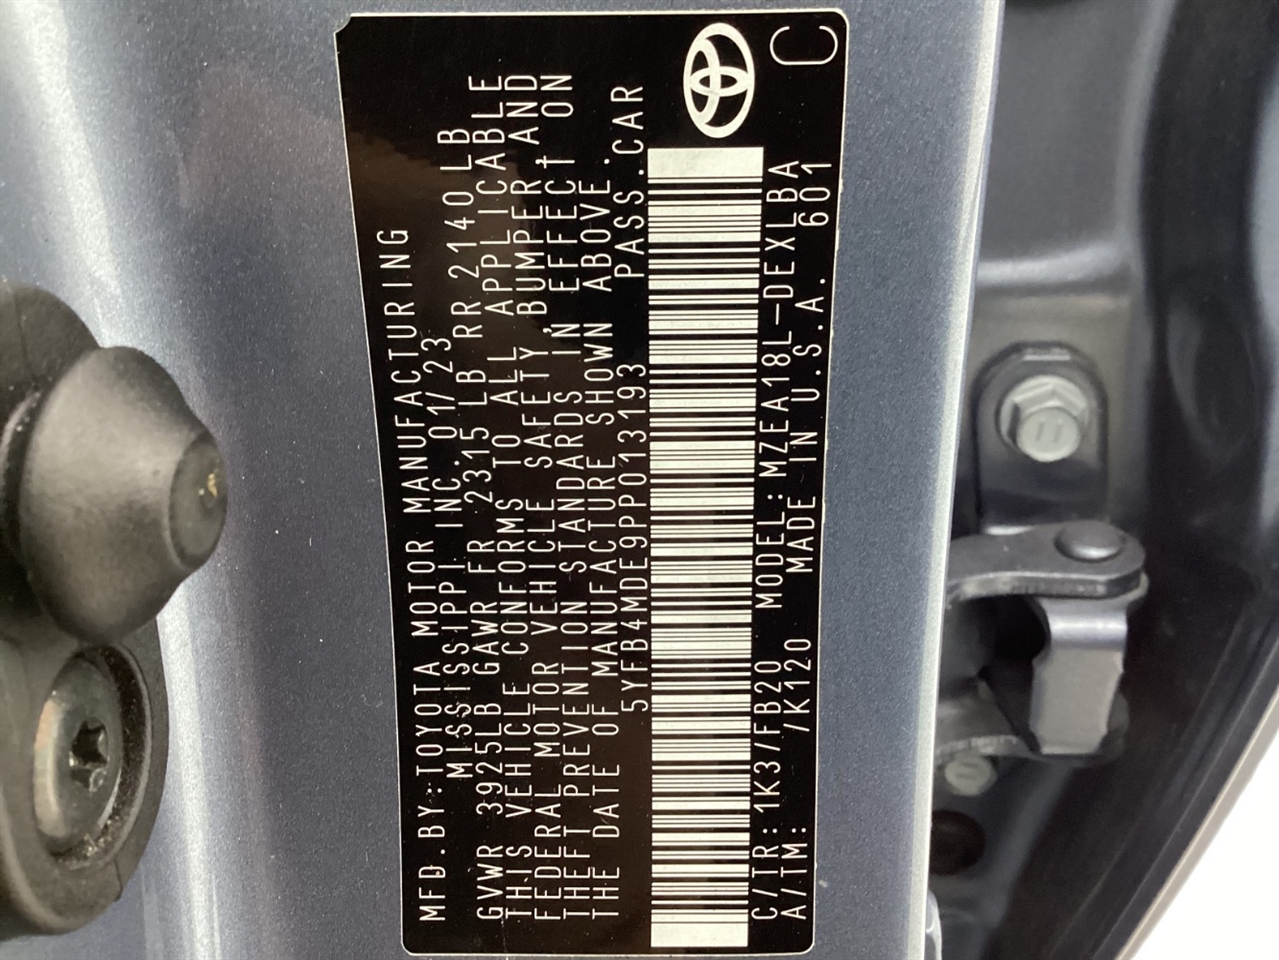 MFD.BY:TOYOTA MOTOR MANUFACTURING
MISSISSIPPI INC. 01/23
GVWR 3925LB GAWR FR 2315LB RR 2140LB
THIS VEHICLE CONFORMS TO ALL APPLICABLE
FEDERAL MOTOR VEHICLE SAFETY,BUMPER,AND
THEFT PREVENTION STANDARDS IN EFFECT ON
THE DATE OF MANUFACTURE SHOWN ABOVE.
5YFB4MDE9PP013193 PASS.CAR
C/TR:1K3/FB20 MODEL:MZEA18L-DEXLBA
A/TM: /K120 MADE IN U.S.A. 601
C